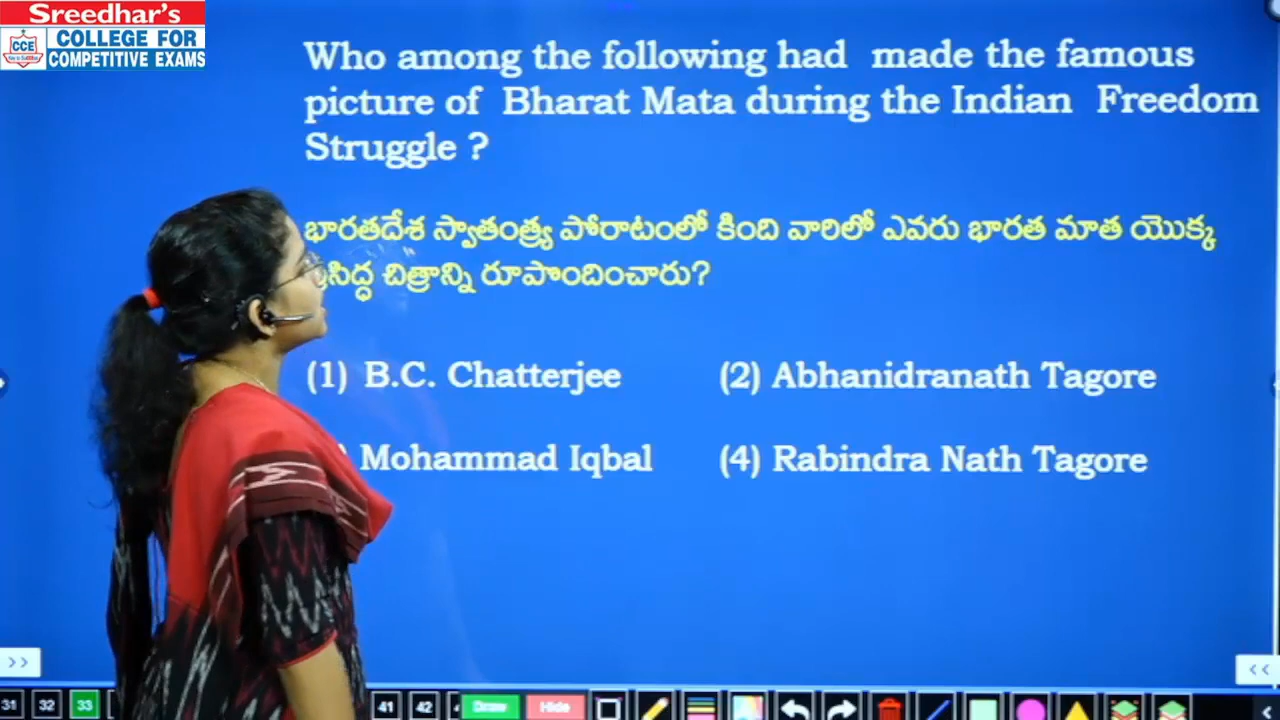 Sreedhar's
CCE
COLLEGE FOR
COMPETITIVE EXAMS
Who among the following had made the famous
picture of Bharat Mata during the Indian Freedom
Struggle ?
భారతదేశ స్వాతంత్ర్య పోరాటంలో కింది వారిలో ఎవరు భారత మాత యొక్క
చిత్రాన్ని రూపొందించారు?
(1) B.C. Chatterjee (2) Abhanidranath Tagore
) Mohammad Iqbal (4) Rabindra Nath Tagore
>> <<
31 32 33 41 42 Draw Hide